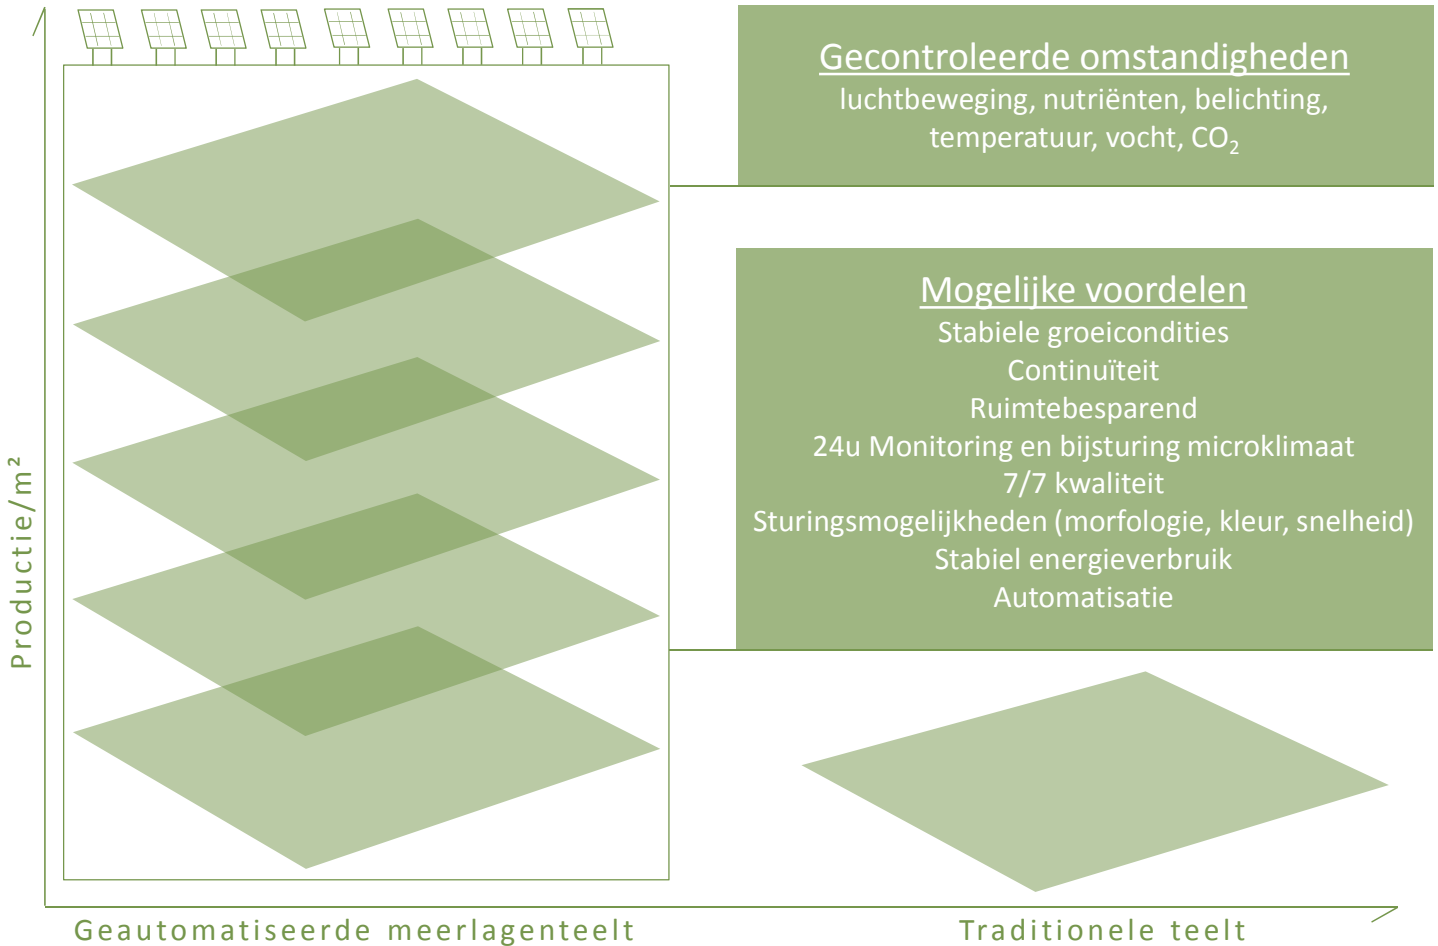 Gecontroleerde omstandigheden
luchtbeweging, nutriënten, belichting,
temperatuur, vocht, CO₂
Mogelijke voordelen
Stabiele groeicondities
Continuïteit
Ruimtebesparend
24u Monitoring en bijsturing microklimaat
7/7 kwaliteit
Sturingsmogelijkheden (morfologie, kleur, snelheid)
Stabiel energieverbruik
Automatisatie
Productie/m²
Geautomatiseerde meerlagenteelt
Traditionele teelt